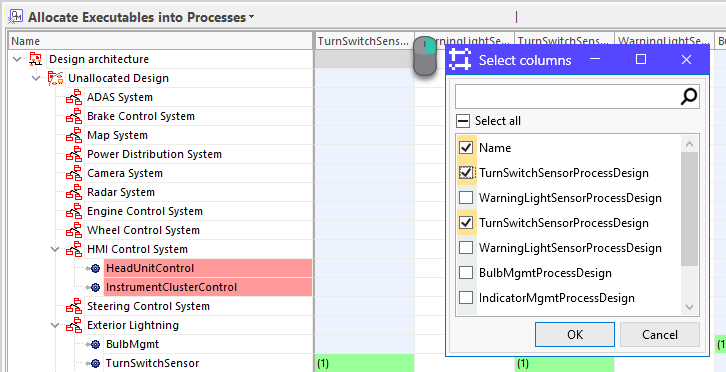 Allocate Executables into Processes
Name
TurnSwitchSens...
WarningLightSe...
TurnSwitchSens...
WarningLightSe...
Design architecture
Unallocated Design
ADAS System
Brake Control System
Map System
Power Distribution System
Camera System
Radar System
Engine Control System
Wheel Control System
HMI Control System
HeadUnitControl
InstrumentClusterControl
Steering Control System
Exterior Lightning
BulbMgmt
TurnSwitchSensor
(1)
(1)
Select columns
Select all
Name
TurnSwitchSensorProcessDesign
WarningLightSensorProcessDesign
TurnSwitchSensorProcessDesign
WarningLightSensorProcessDesign
BulbMgmtProcessDesign
IndicatorMgmtProcessDesign
OK
Cancel